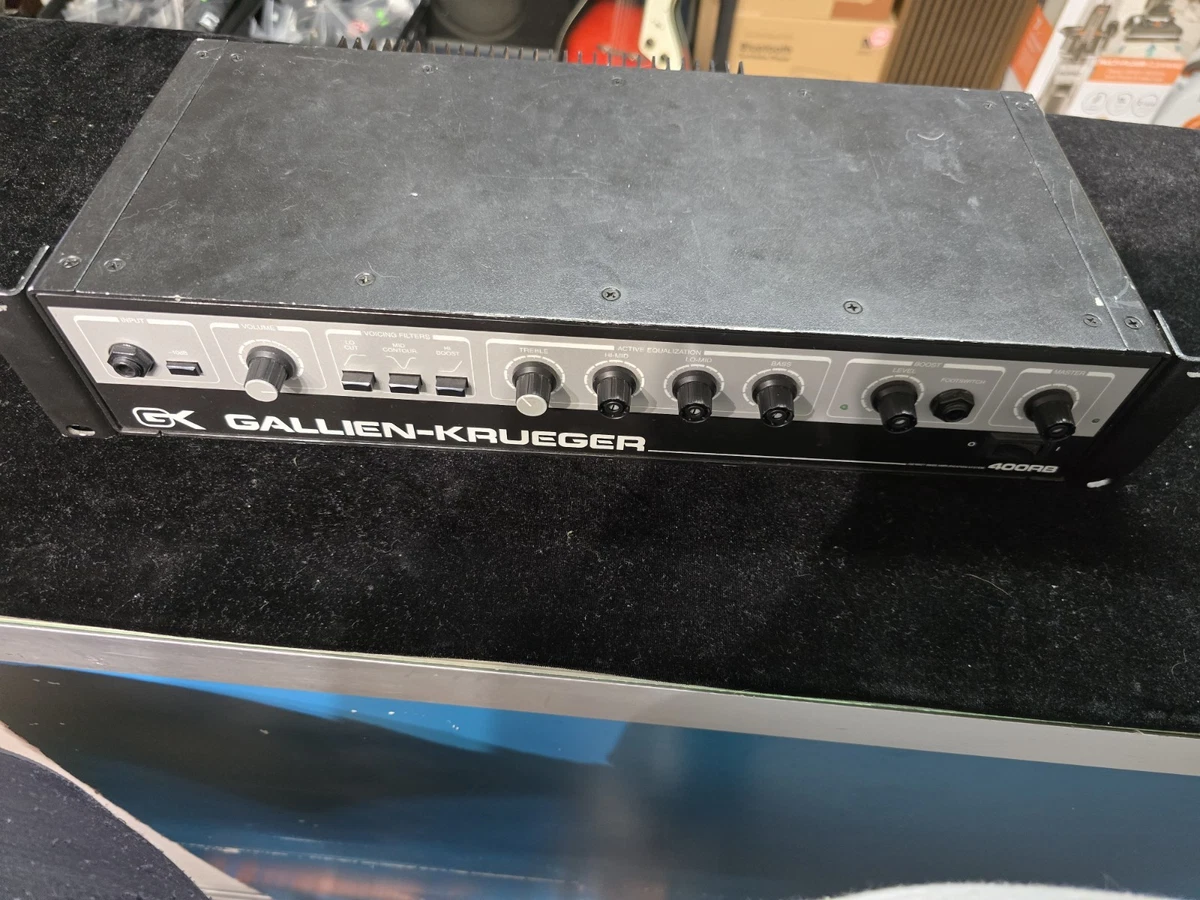 INPUT
-10dB
VOLUME
VOICING FILTERS
LO CUT
MID CONTOUR
HI BOOST
ACTIVE EQUALIZATION
TREBLE
HI-MID
LO-MID
BASS
BOOST
LEVEL
FOOTSWITCH
MASTER
GK GALLIEN-KRUEGER
400RB